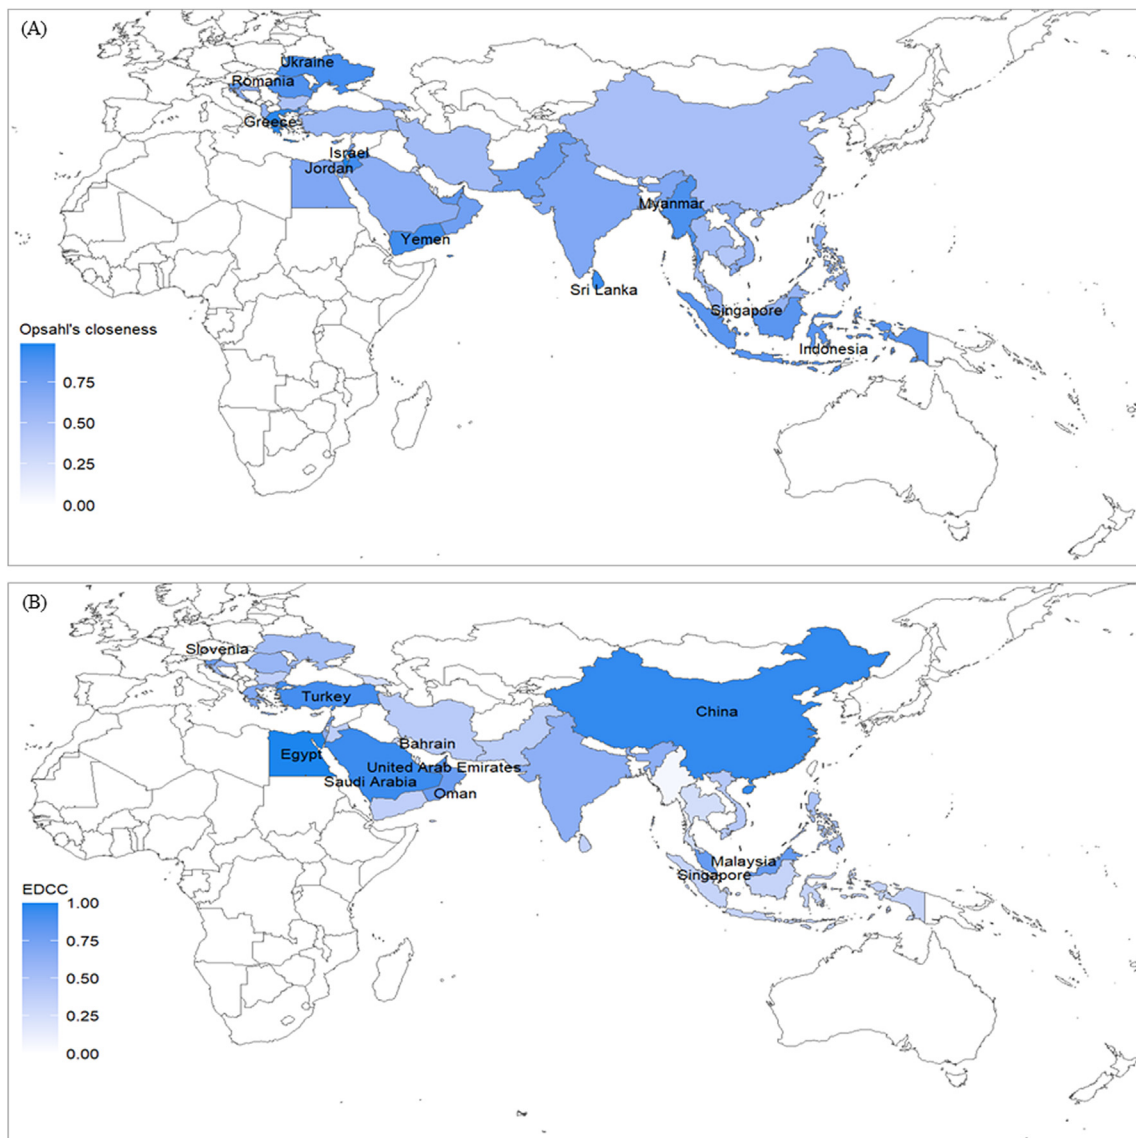 (A)
Ukraine
Romania
Greece
Israel
Jordan
Yemen
Myanmar
Sri Lanka
Singapore
Indonesia
Opsahl's closeness
0.75
0.50
0.25
0.00
(B)
Slovenia
Turkey
China
Bahrain
Egypt
United Arab Emirates
Saudi Arabia
Oman
Malaysia
Singapore
EDCC
1.00
0.75
0.50
0.25
0.00